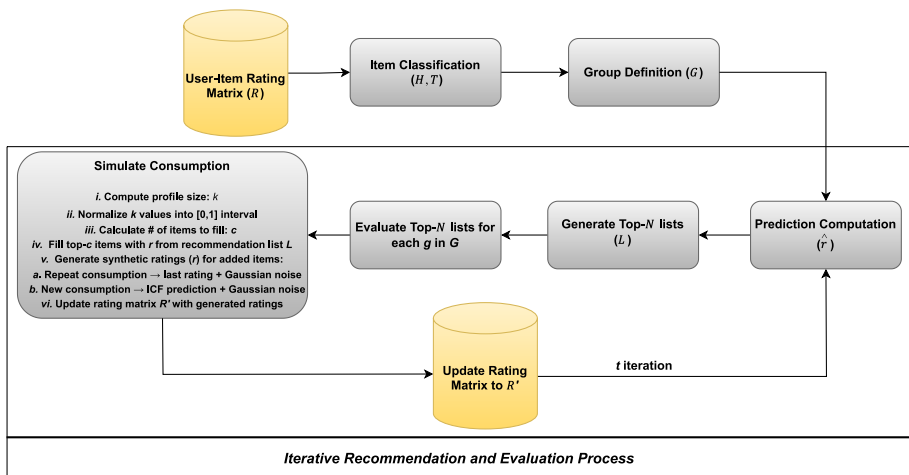 User-Item Rating
Matrix (R)
Item Classification
(H, T)
Group Definition (G)
Simulate Consumption
i. Compute profile size: k
ii. Normalize k values into [0,1] interval
iii. Calculate # of items to fill: c
iv. Fill top-c items with r from recommendation list L
v. Generate synthetic ratings (r) for added items:
a. Repeat consumption → last rating + Gaussian noise
b. New consumption → ICF prediction + Gaussian noise
vi. Update rating matrix R' with generated ratings
Evaluate Top-N lists for
each g in G
Generate Top-N lists
(L)
Prediction Computation
(r̂)
Update Rating
Matrix to R'
t iteration
Iterative Recommendation and Evaluation Process